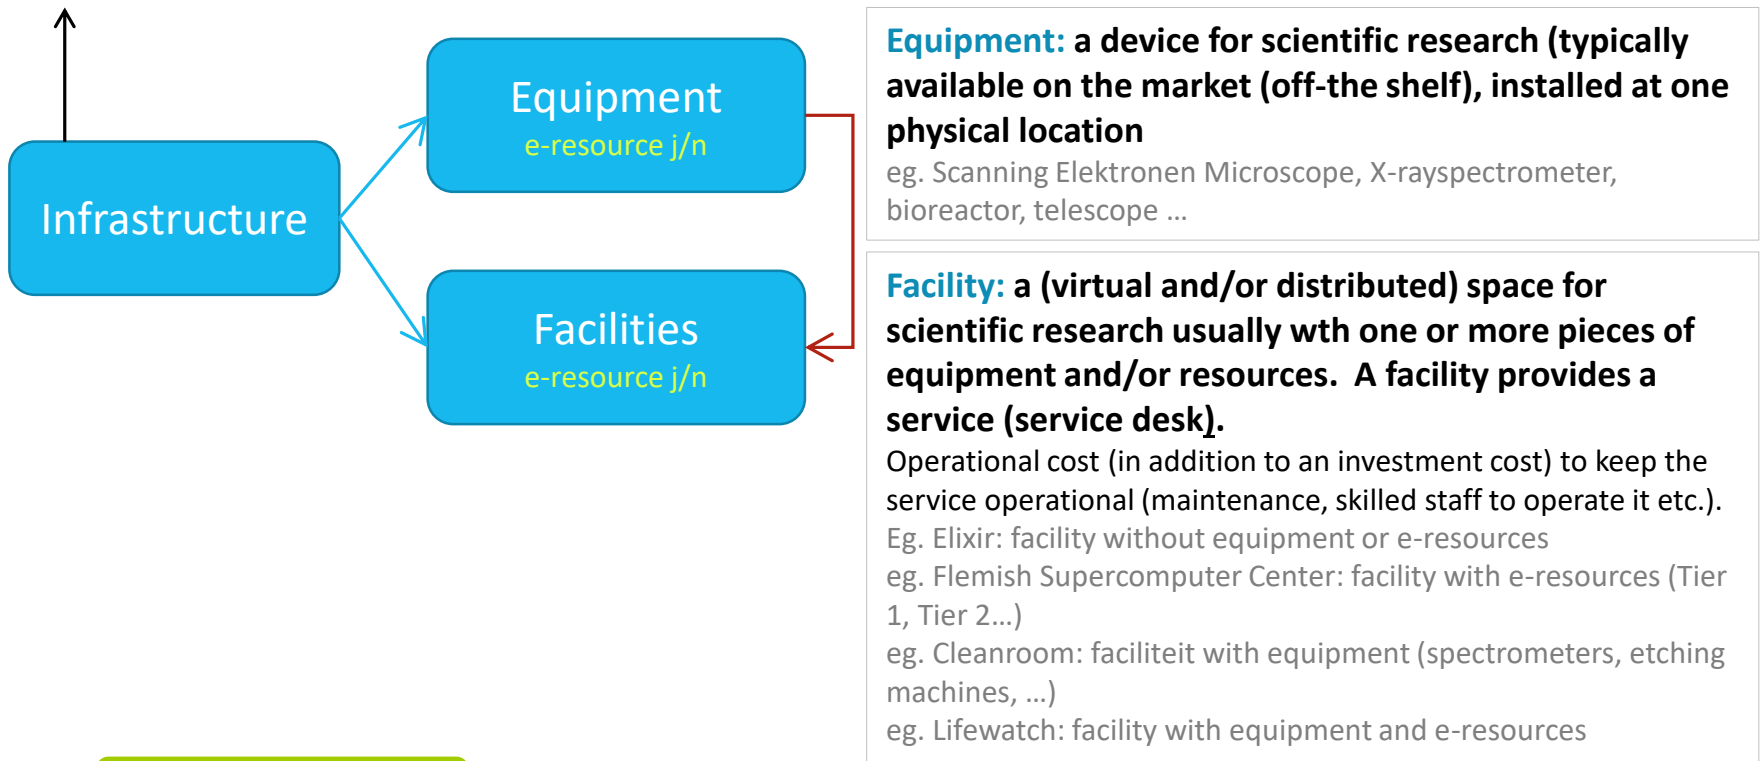 Infrastructure
Equipment
e-resource j/n
Facilities
e-resource j/n
Equipment: a device for scientific research (typically
available on the market (off-the shelf), installed at one
physical location
eg. Scanning Elektronen Microscope, X-rayspectrometer,
bioreactor, telescope …
Facility: a (virtual and/or distributed) space for
scientific research usually wth one or more pieces of
equipment and/or resources.  A facility provides a
service (service desk).
Operational cost (in addition to an investment cost) to keep the
service operational (maintenance, skilled staff to operate it etc.).
Eg. Elixir: facility without equipment or e-resources
eg. Flemish Supercomputer Center: facility with e-resources (Tier
1, Tier 2…)
eg. Cleanroom: faciliteit with equipment (spectrometers, etching
machines, …)
eg. Lifewatch: facility with equipment and e-resources